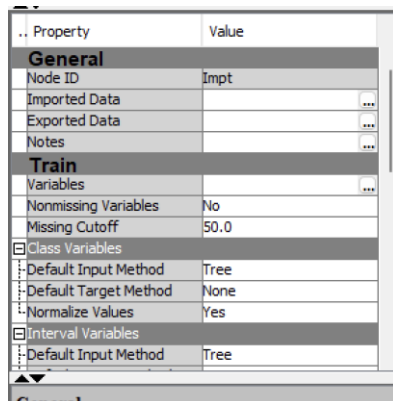 .. Property Value
General
Node ID Impt
Imported Data ...
Exported Data ...
Notes ...
Train
Variables ...
Nonmissing Variables No
Missing Cutoff 50.0
Class Variables
Default Input Method Tree
Default Target Method None
Normalize Values Yes
Interval Variables
Default Input Method Tree
General